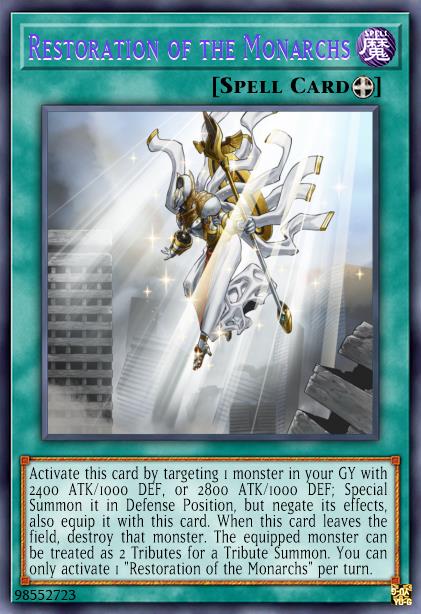 Restoration of the Monarchs
SPELL
魔
[Spell Card]
Activate this card by targeting 1 monster in your GY with
2400 ATK/1000 DEF, or 2800 ATK/1000 DEF; Special
Summon it in Defense Position, but negate its effects,
also equip it with this card. When this card leaves the
field, destroy that monster. The equipped monster can
be treated as 2 Tributes for a Tribute Summon. You can
only activate 1 "Restoration of the Monarchs" per turn.
98552723